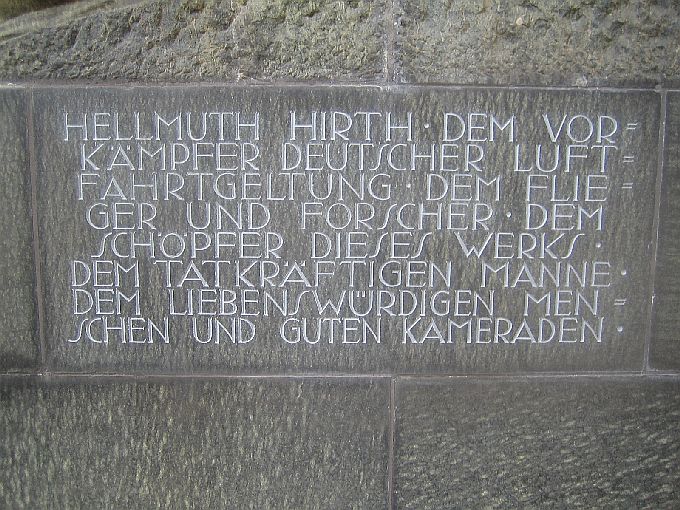 HELLMUTH HIRTH · DEM VOR=
KÄMPFER DEUTSCHER LUFT=
FAHRTGELTUNG · DEM FLIE=
GER UND FORSCHER · DEM
SCHÖPFER DIESES WERKS ·
DEM TATKRÄFTIGEN MANNE ·
DEM LIEBENSWÜRDIGEN MEN=
SCHEN UND GUTEN KAMERADEN ·